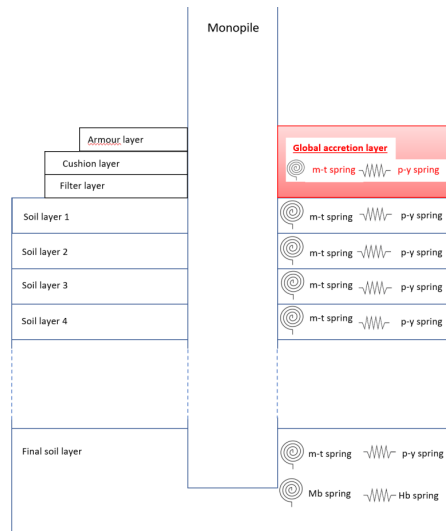 Monopile
Armour layer
Cushion layer
Filter layer
Global accretion layer
m-t spring p-y spring
Soil layer 1 m-t spring p-y spring
Soil layer 2 m-t spring p-y spring
Soil layer 3 m-t spring p-y spring
Soil layer 4 m-t spring p-y spring
Final soil layer m-t spring p-y spring
Mb spring Hb spring